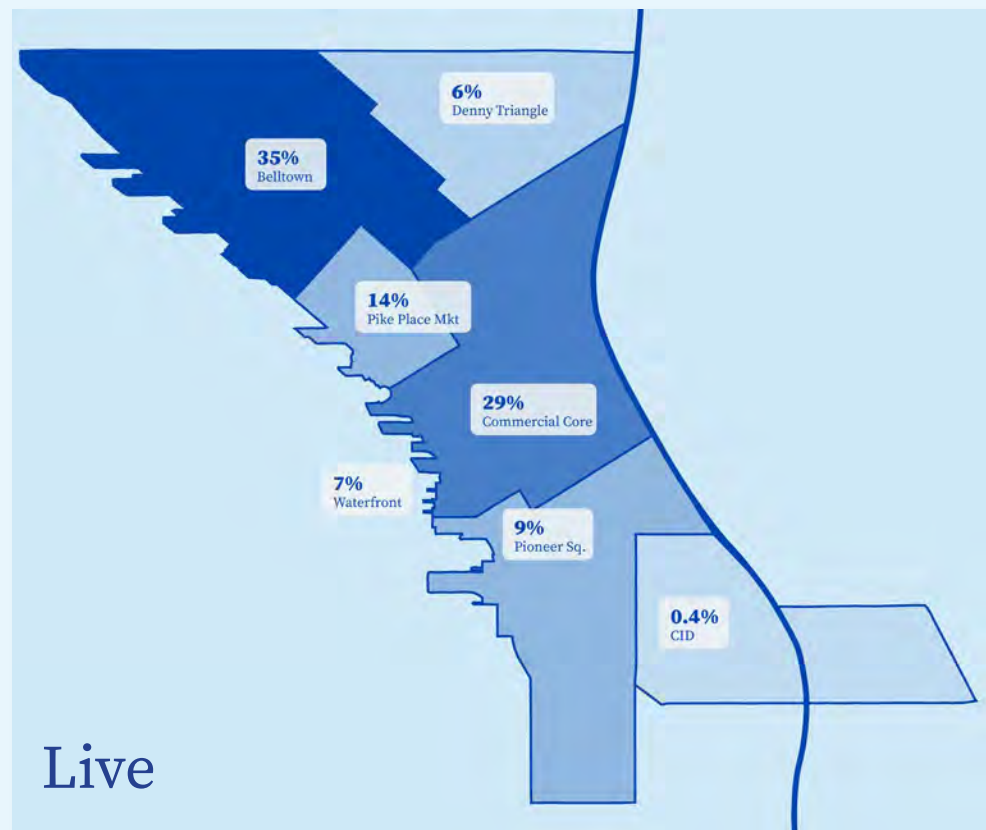 6%
Denny Triangle
35%
Belltown
14%
Pike Place Mkt
29%
Commercial Core
7%
Waterfront
9%
Pioneer Sq.
0.4%
CID
Live